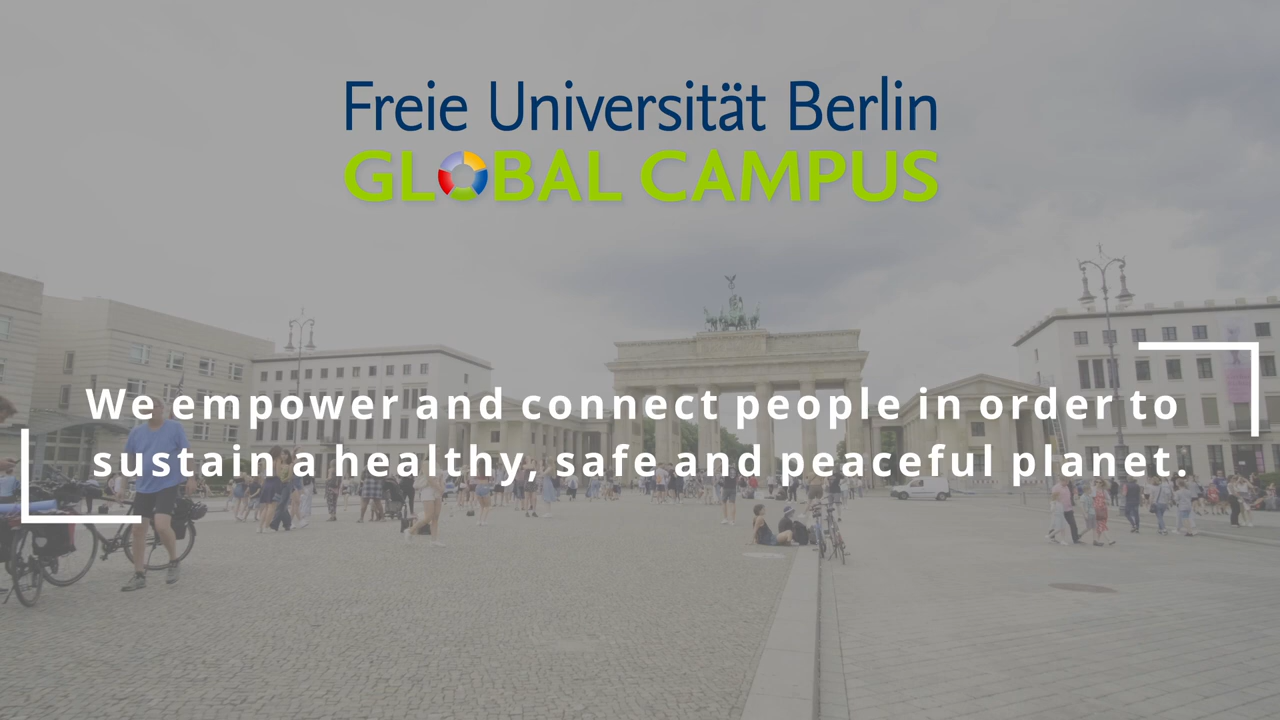 Freie Universität Berlin
GLOBAL CAMPUS
We empower and connect people in order to
sustain a healthy, safe and peaceful planet.